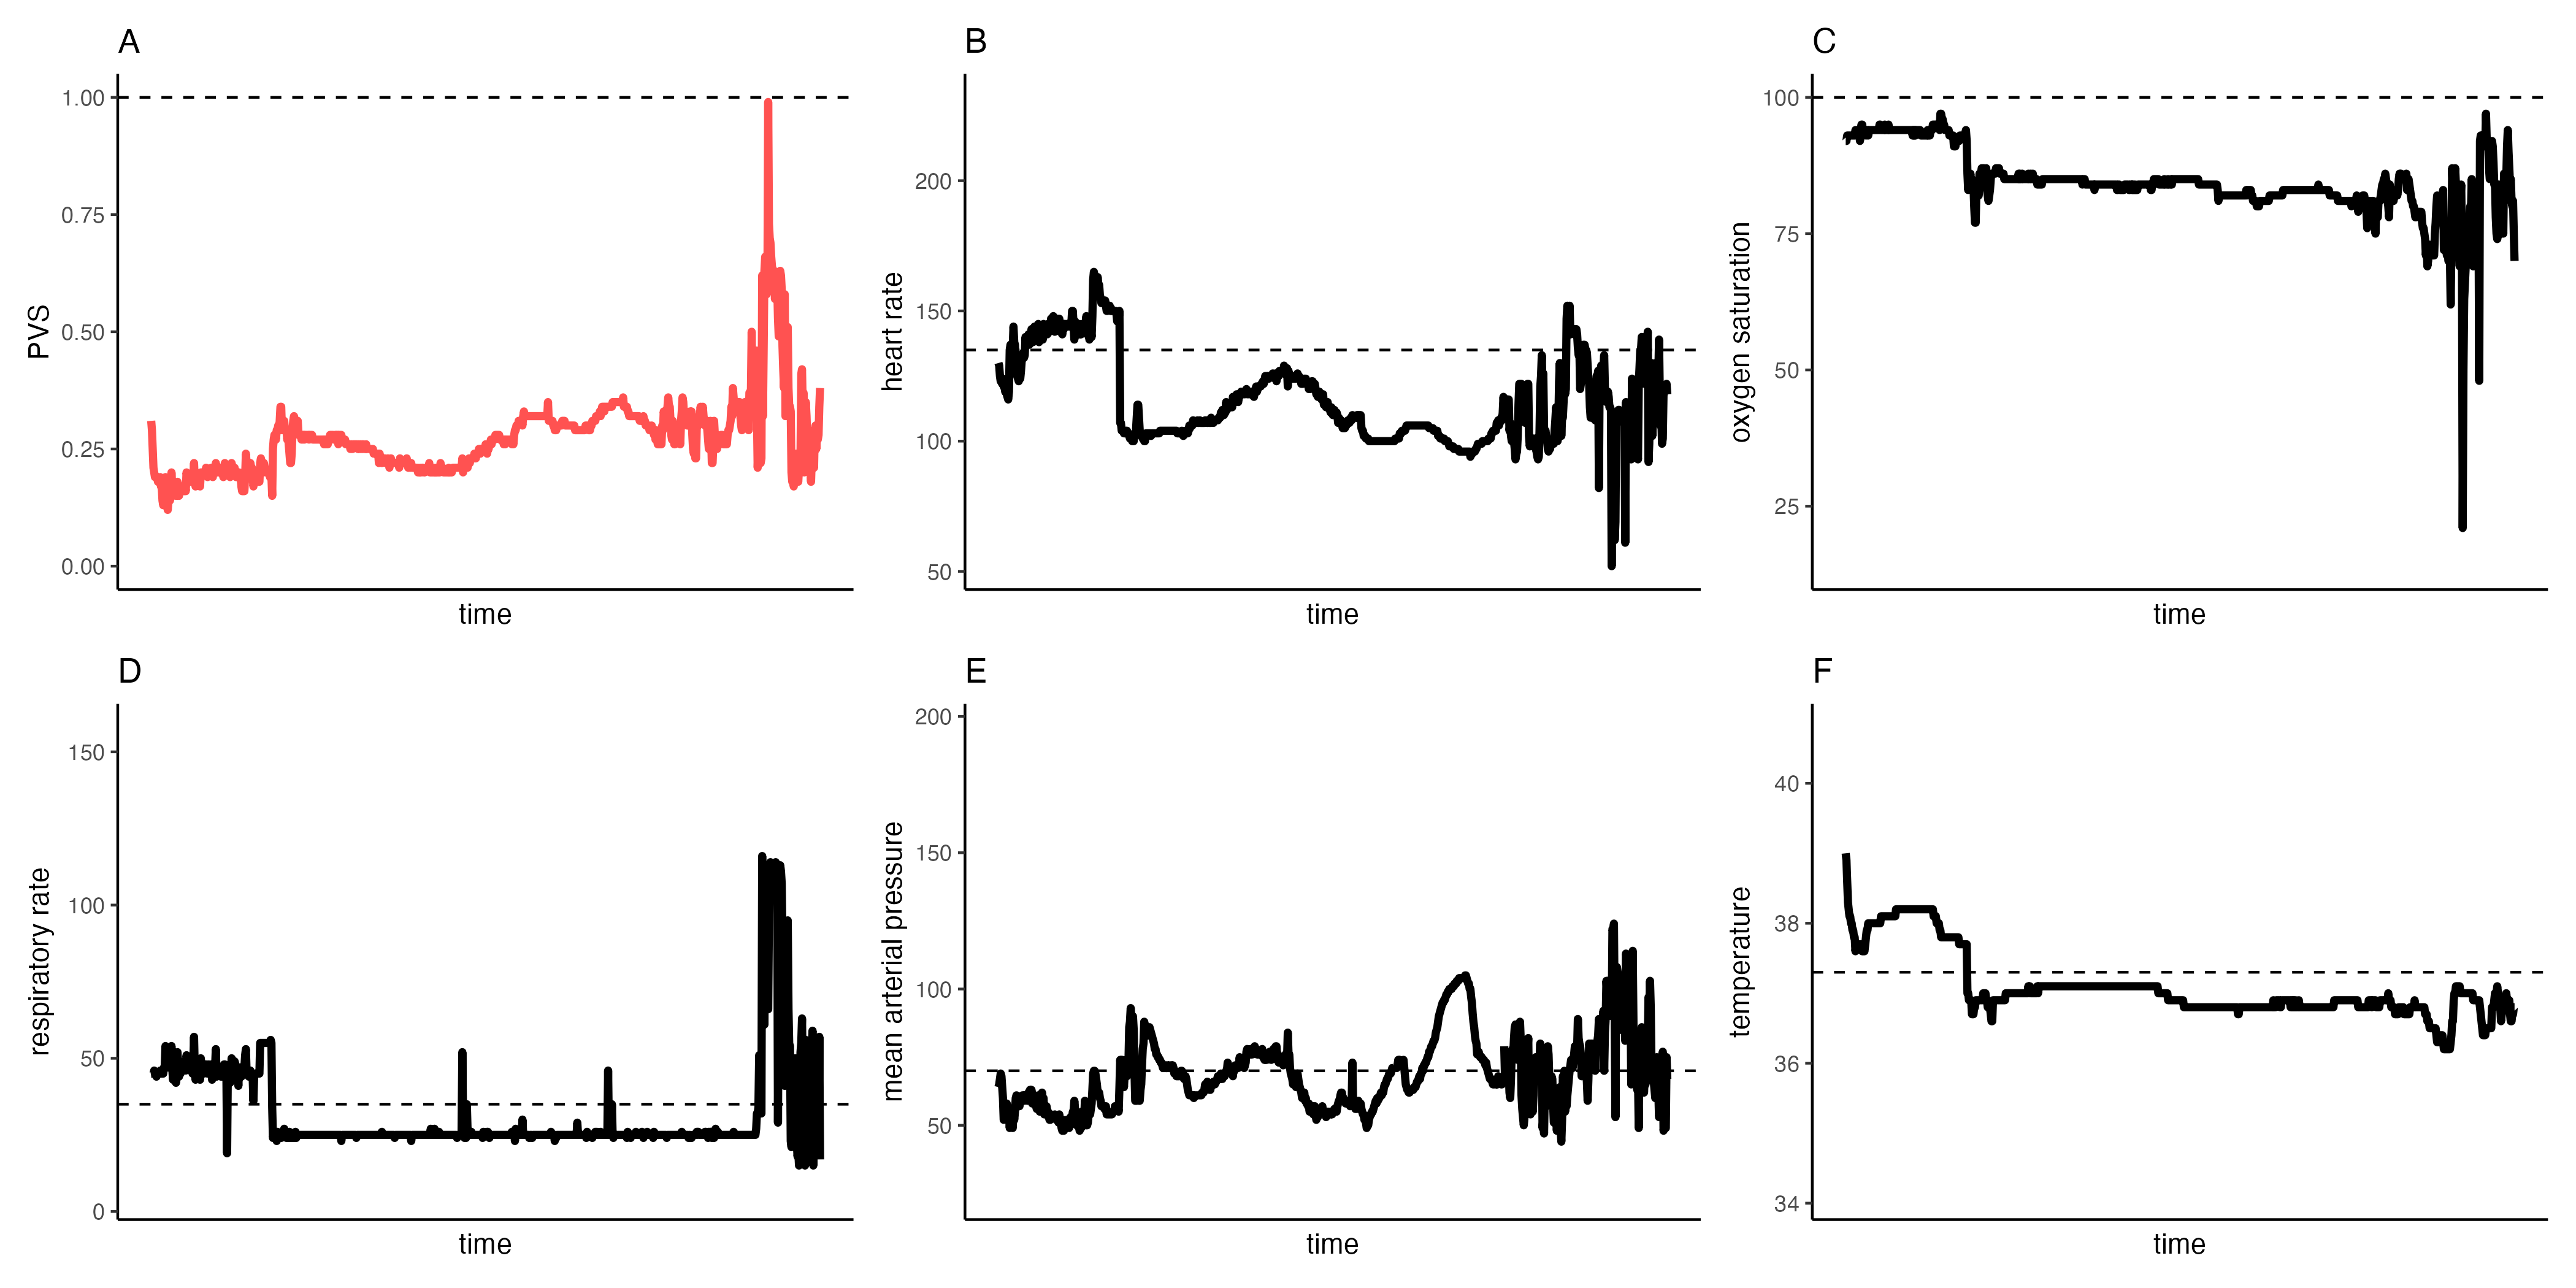 A
1.00
0.75
0.50
0.25
0.00
PVS
time
B
200
150
100
50
heart rate
time
C
100
75
50
25
oxygen saturation
time
D
150
100
50
0
respiratory rate
time
E
200
150
100
50
mean arterial pressure
time
F
40
38
36
34
temperature
time